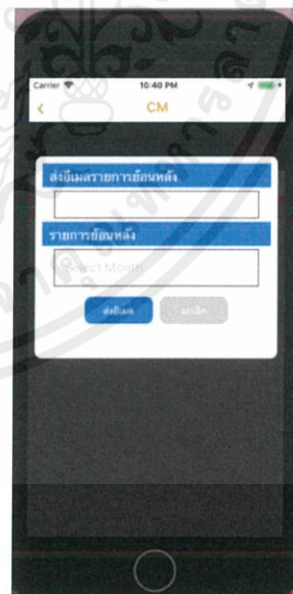 Carrier 10:40 PM
CM
ส่งอีเมลรายการย้อนหลัง
รายการย้อนหลัง
Select Month
ส่งอีเมล ยกเลิก